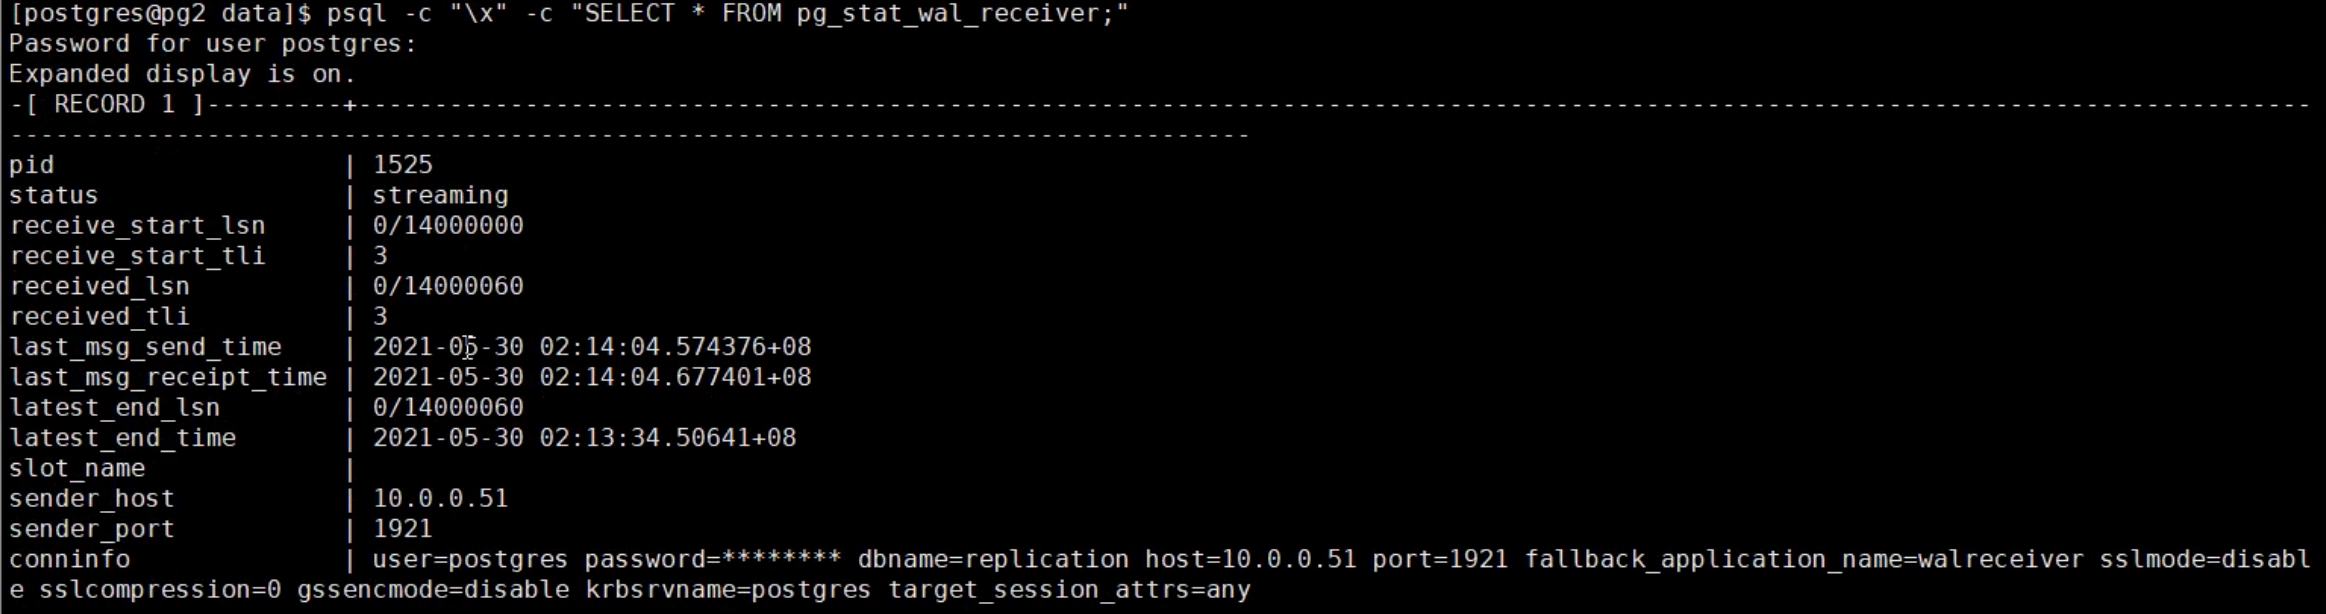 [postgres@pg2 data]$ psql -c "\x" -c "SELECT * FROM pg_stat_wal_receiver;"
Password for user postgres:
Expanded display is on.
-[ RECORD 1 ]---------+---------------------------------------------------------------------------------------------------------------------------------
----------------------------------------------------------------------------------
pid                   | 1525
status                | streaming
receive_start_lsn     | 0/14000000
receive_start_tli     | 3
received_lsn          | 0/14000060
received_tli          | 3
last_msg_send_time    | 2021-05-30 02:14:04.574376+08
last_msg_receipt_time | 2021-05-30 02:14:04.677401+08
latest_end_lsn        | 0/14000060
latest_end_time       | 2021-05-30 02:13:34.50641+08
slot_name             |
sender_host           | 10.0.0.51
sender_port           | 1921
conninfo              | user=postgres password=******** dbname=replication host=10.0.0.51 port=1921 fallback_application_name=walreceiver sslmode=disabl
e sslcompression=0 gssencmode=disable krbsrvname=postgres target_session_attrs=any